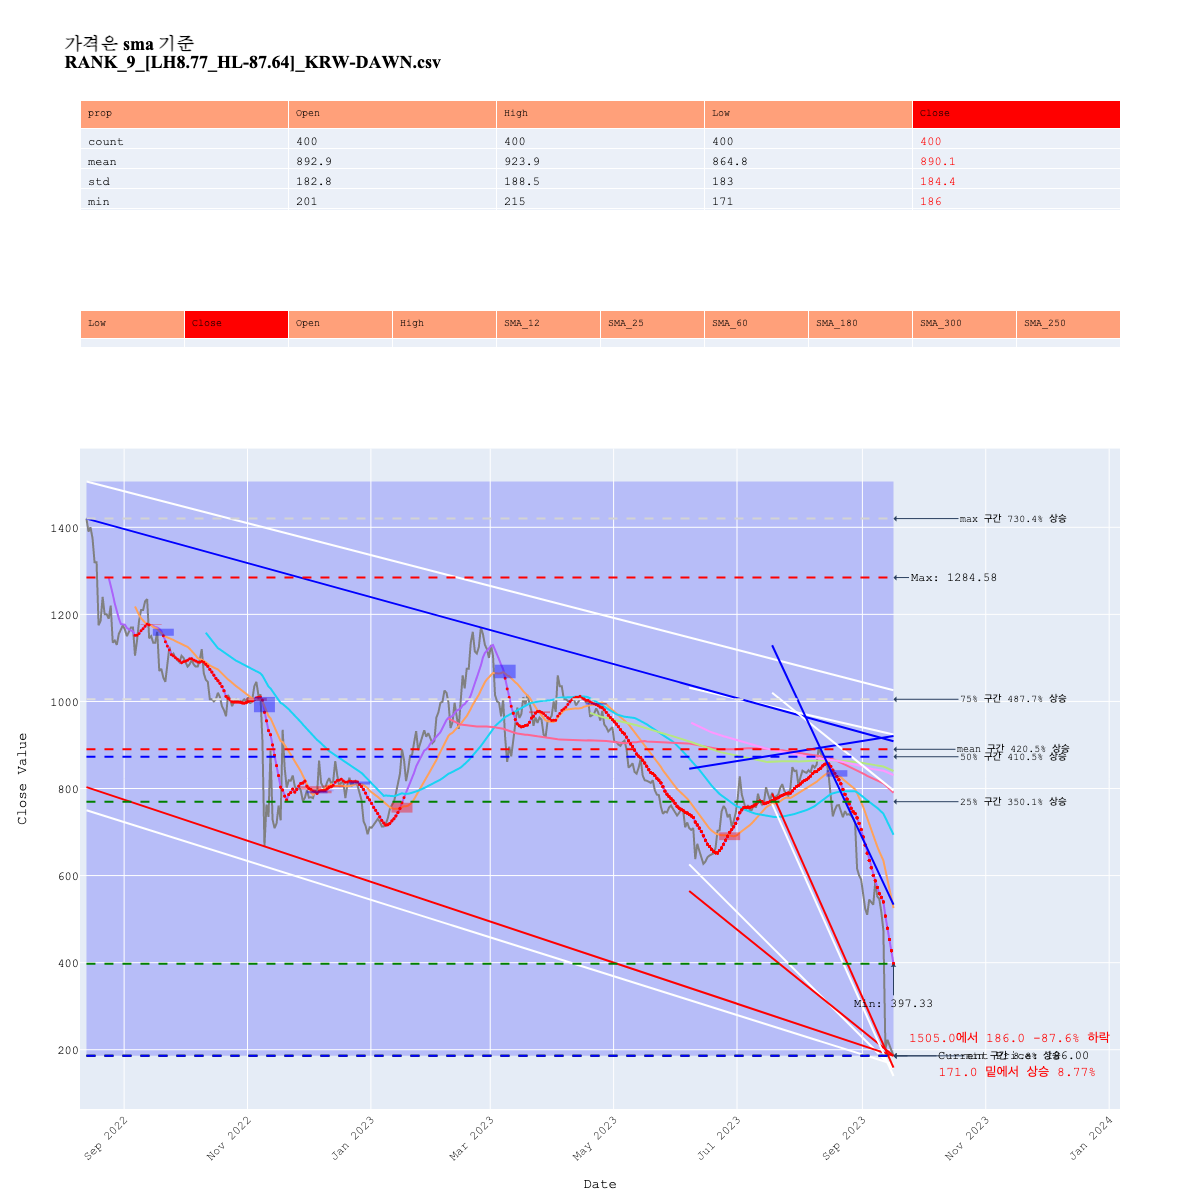 가격은 sma 기준
RANK_9_[LH8.77_HL-87.64]_KRW-DAWN.csv
prop Open High Low Close
count 400 400 400 400
mean 892.9 923.9 864.8 890.1
std 182.8 188.5 183 184.4
min 201 215 171 186
Low Close Open High SMA_12 SMA_25 SMA_60 SMA_180 SMA_300 SMA_250
Close Value
1400
1200
1000
800
600
400
200
max 구간 730.4% 상승
Max: 1284.58
75% 구간 487.7% 상승
mean 구간 420.5% 상승
50% 구간 410.5% 상승
25% 구간 350.1% 상승
Min: 397.33
1505.0에서 186.0 -87.6% 하락
171.0 밑에서 상승 8.77%
Sep 2022 Nov 2022 Jan 2023 Mar 2023 May 2023 Jul 2023 Sep 2023 Nov 2023 Jan 2024
Date